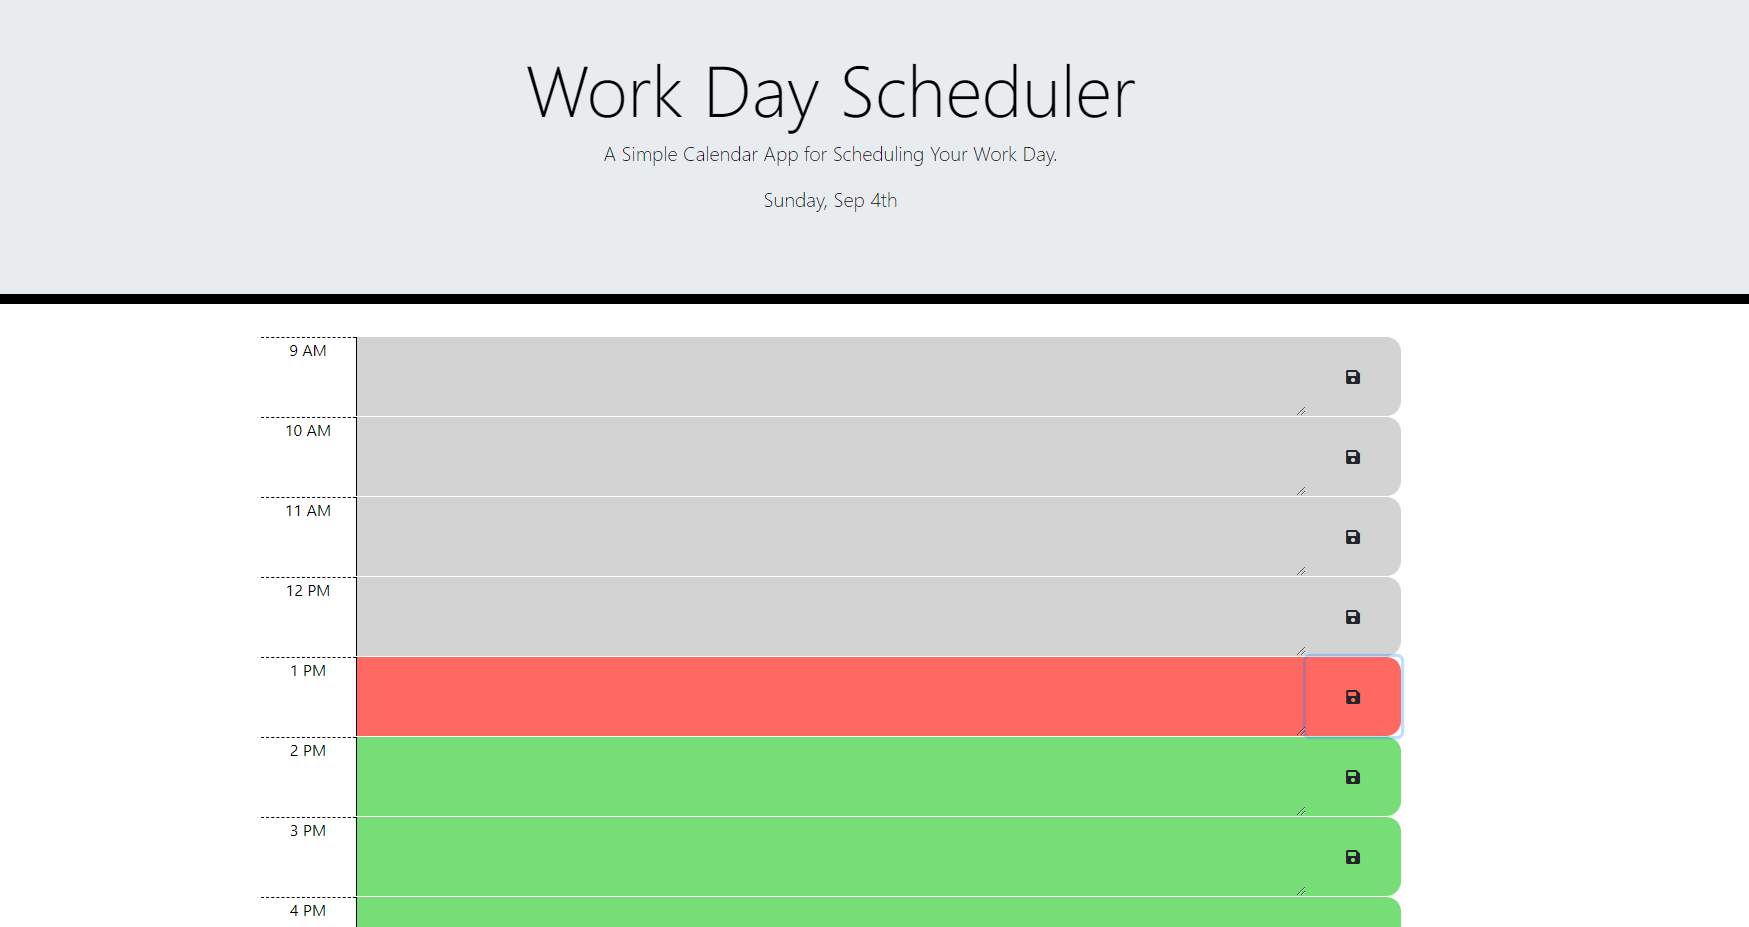 Work Day Scheduler
A Simple Calendar App for Scheduling Your Work Day.
Sunday, Sep 4th
9 AM
10 AM
11 AM
12 PM
1 PM
2 PM
3 PM
4 PM